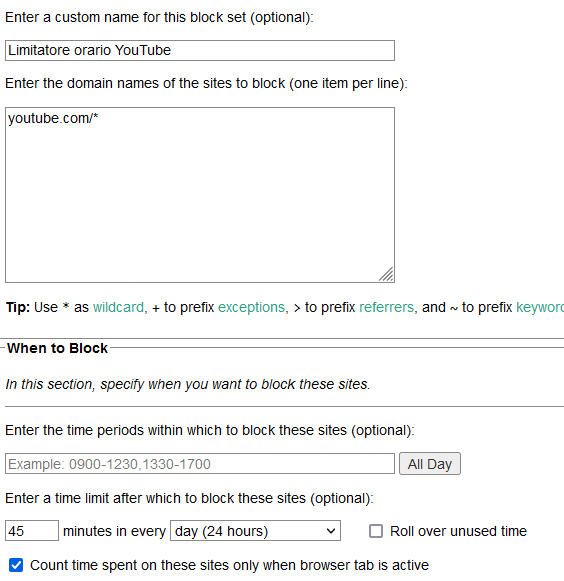 Enter a custom name for this block set (optional):
Limitatore orario YouTube
Enter the domain names of the sites to block (one item per line):
youtube.com/*
Tip: Use * as wildcard, + to prefix exceptions, > to prefix referrers, and ~ to prefix keywor
When to Block
In this section, specify when you want to block these sites.
Enter the time periods within which to block these sites (optional):
Example: 0900-1230,1330-1700 All Day
Enter a time limit after which to block these sites (optional):
45 minutes in every day (24 hours) Roll over unused time
Count time spent on these sites only when browser tab is active